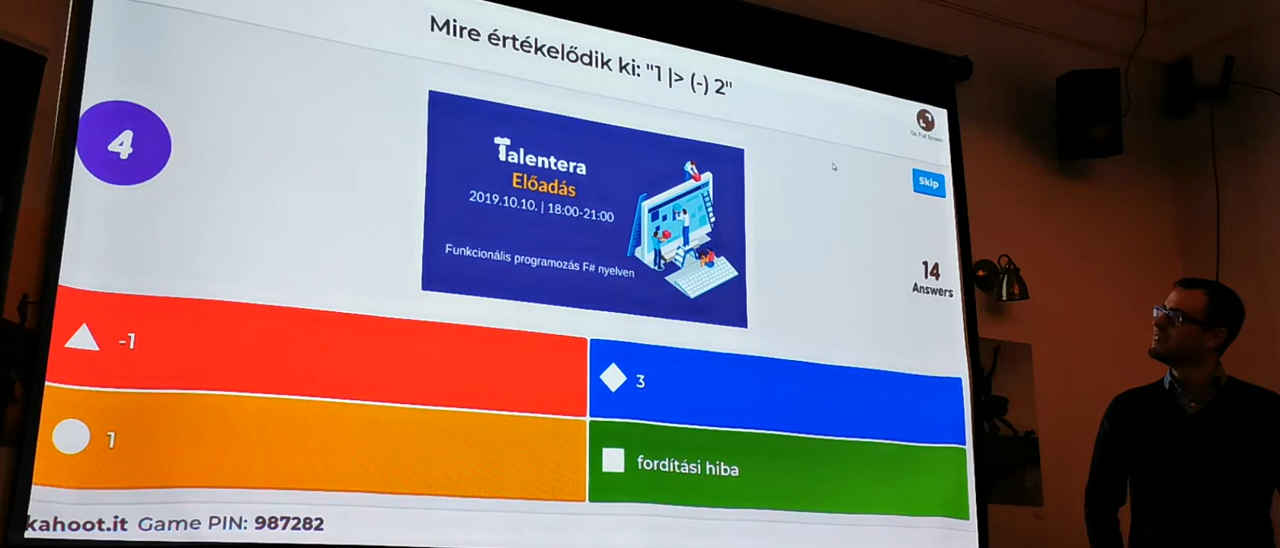 Mire értékelődik ki: "1 |> (-) 2"
4
Talentera
Előadás
2019.10.10. | 18:00-21:00
Funkcionális programozás F# nyelven
Skip
14
Answers
-1
3
1
fordítási hiba
kahoot.it Game PIN: 987282